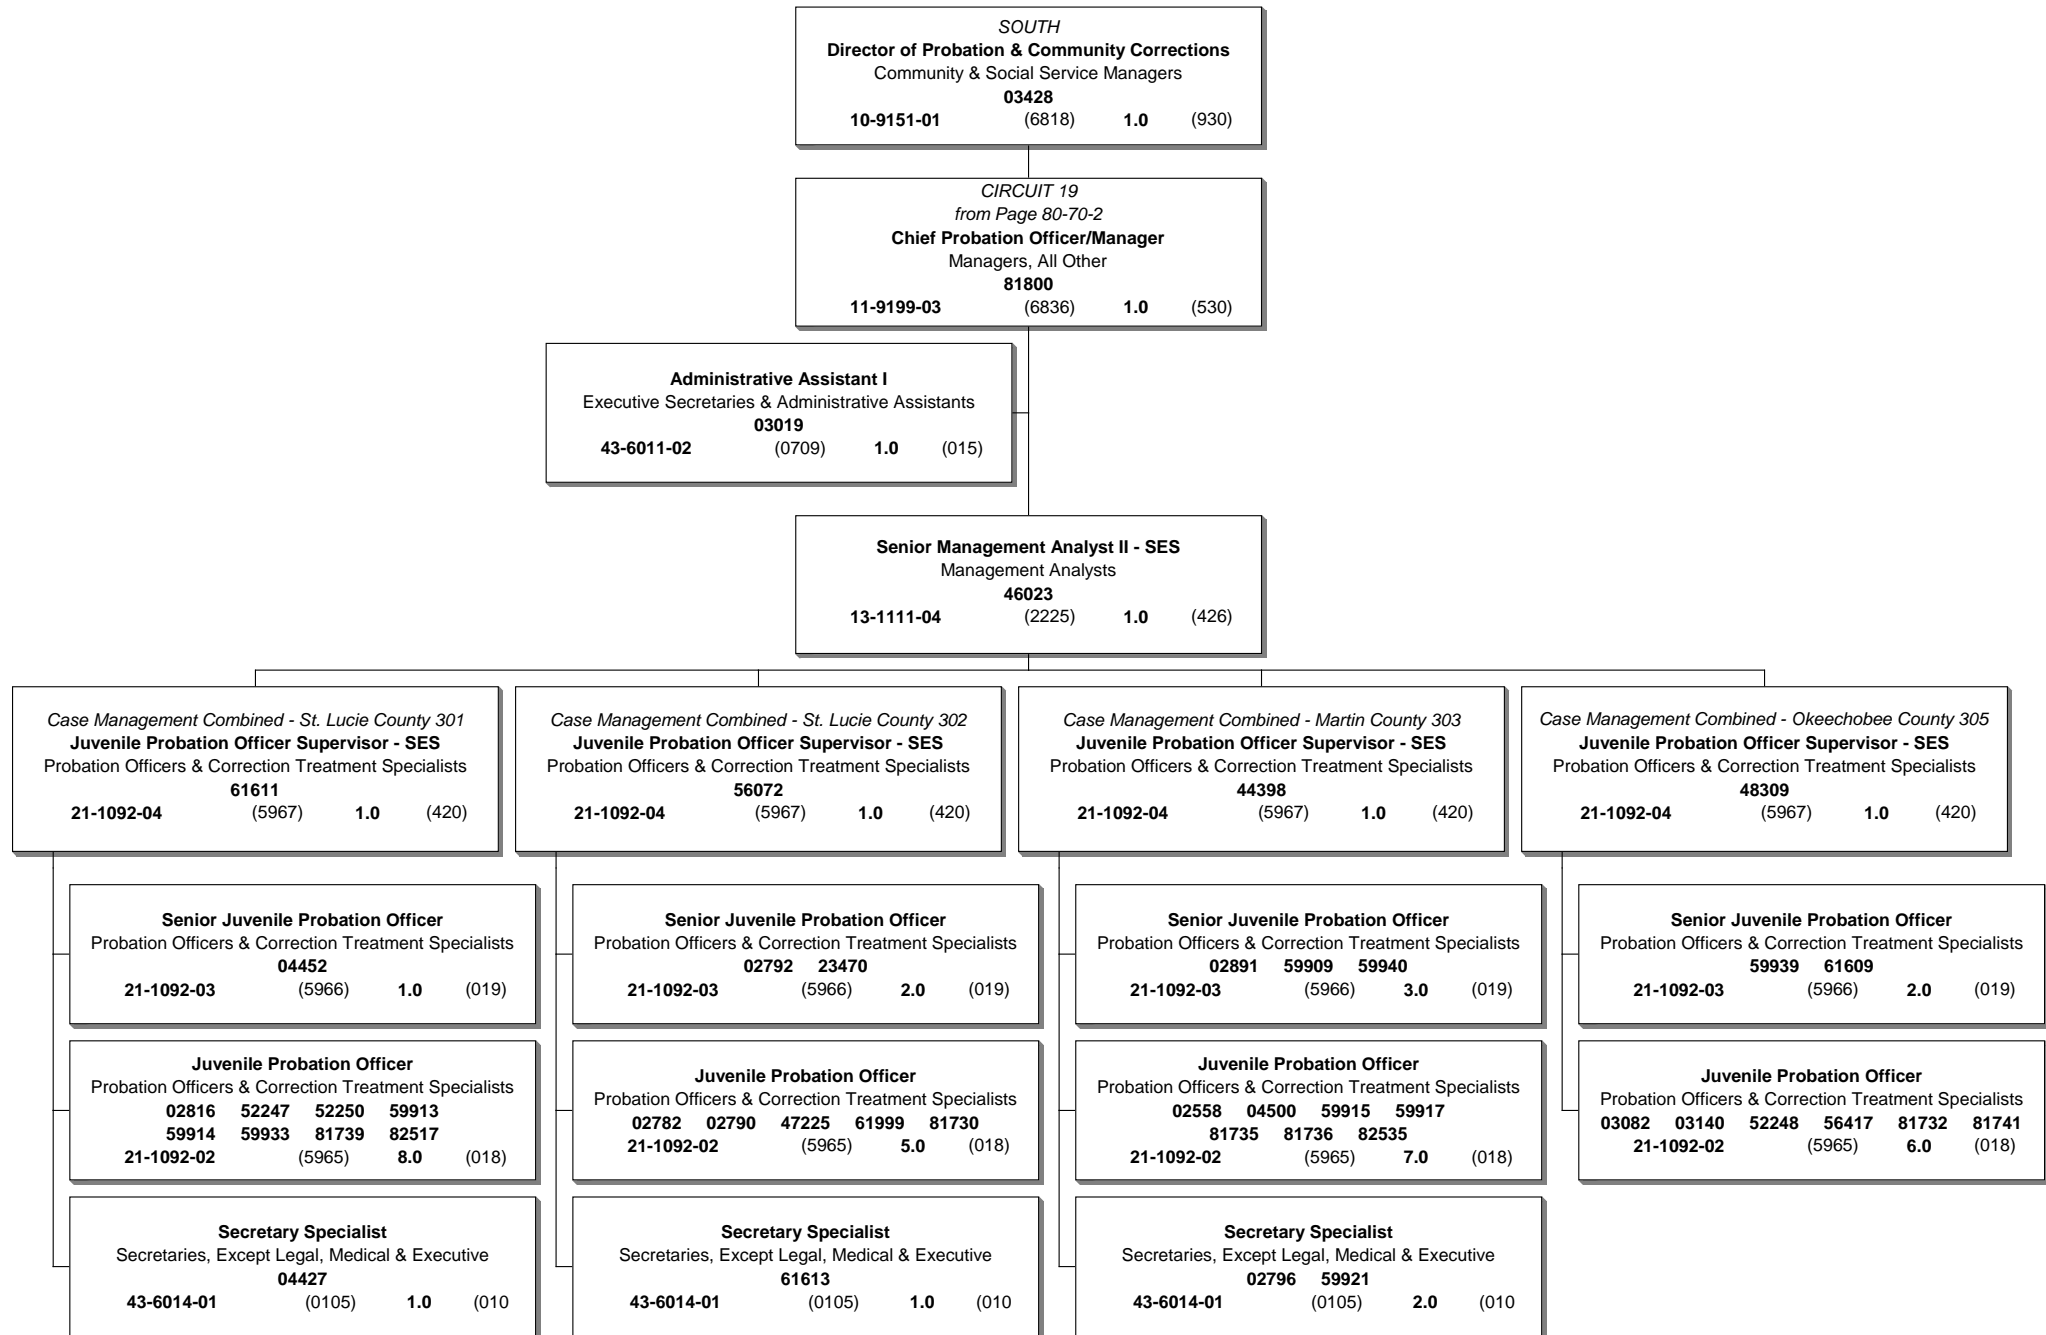 SOUTH
Director of Probation & Community Corrections
Community & Social Service Managers
03428
10-9151-01 (6818) 1.0 (930)
CIRCUIT 19
from Page 80-70-2
Chief Probation Officer/Manager
Managers, All Other
81800
11-9199-03 (6836) 1.0 (530)
Administrative Assistant I
Executive Secretaries & Administrative Assistants
03019
43-6011-02 (0709) 1.0 (015)
Senior Management Analyst II - SES
Management Analysts
46023
13-1111-04 (2225) 1.0 (426)
Case Management Combined - St. Lucie County 301
Juvenile Probation Officer Supervisor - SES
Probation Officers & Correction Treatment Specialists
61611
21-1092-04 (5967) 1.0 (420)
Senior Juvenile Probation Officer
Probation Officers & Correction Treatment Specialists
04452
21-1092-03 (5966) 1.0 (019)
Juvenile Probation Officer
Probation Officers & Correction Treatment Specialists
02816 52247 52250 59913
59914 59933 81739 82517
21-1092-02 (5965) 8.0 (018)
Secretary Specialist
Secretaries, Except Legal, Medical & Executive
04427
43-6014-01 (0105) 1.0 (010
Case Management Combined - St. Lucie County 302
Juvenile Probation Officer Supervisor - SES
Probation Officers & Correction Treatment Specialists
56072
21-1092-04 (5967) 1.0 (420)
Senior Juvenile Probation Officer
Probation Officers & Correction Treatment Specialists
02792 23470
21-1092-03 (5966) 2.0 (019)
Juvenile Probation Officer
Probation Officers & Correction Treatment Specialists
02782 02790 47225 61999 81730
21-1092-02 (5965) 5.0 (018)
Secretary Specialist
Secretaries, Except Legal, Medical & Executive
61613
43-6014-01 (0105) 1.0 (010
Case Management Combined - Martin County 303
Juvenile Probation Officer Supervisor - SES
Probation Officers & Correction Treatment Specialists
44398
21-1092-04 (5967) 1.0 (420)
Senior Juvenile Probation Officer
Probation Officers & Correction Treatment Specialists
02891 59909 59940
21-1092-03 (5966) 3.0 (019)
Juvenile Probation Officer
Probation Officers & Correction Treatment Specialists
02558 04500 59915 59917
81735 81736 82535
21-1092-02 (5965) 7.0 (018)
Secretary Specialist
Secretaries, Except Legal, Medical & Executive
02796 59921
43-6014-01 (0105) 2.0 (010
Case Management Combined - Okeechobee County 305
Juvenile Probation Officer Supervisor - SES
Probation Officers & Correction Treatment Specialists
48309
21-1092-04 (5967) 1.0 (420)
Senior Juvenile Probation Officer
Probation Officers & Correction Treatment Specialists
59939 61609
21-1092-03 (5966) 2.0 (019)
Juvenile Probation Officer
Probation Officers & Correction Treatment Specialists
03082 03140 52248 56417 81732 81741
21-1092-02 (5965) 6.0 (018)